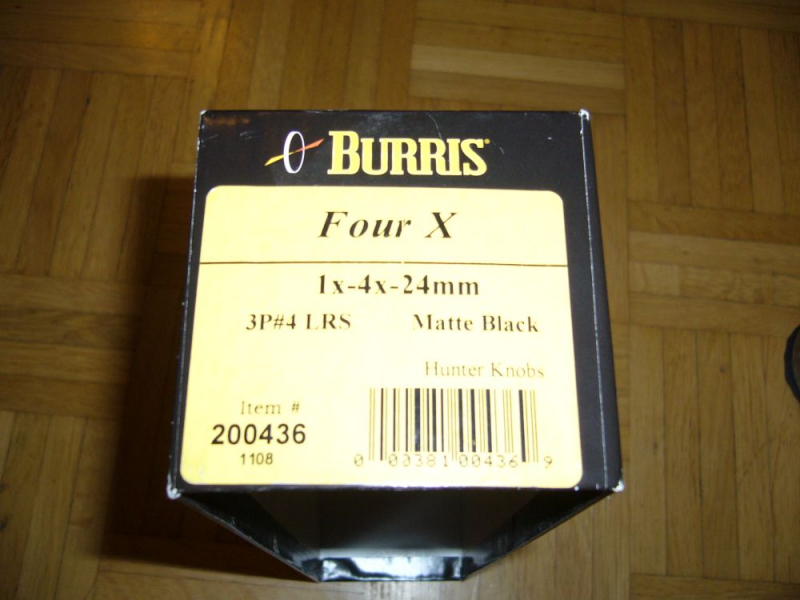 BURRIS
Four X
1x-4x-24mm
3P#4 LRS Matte Black
Hunter Knobs
Item #
200436
1108
0 00381 00436 9